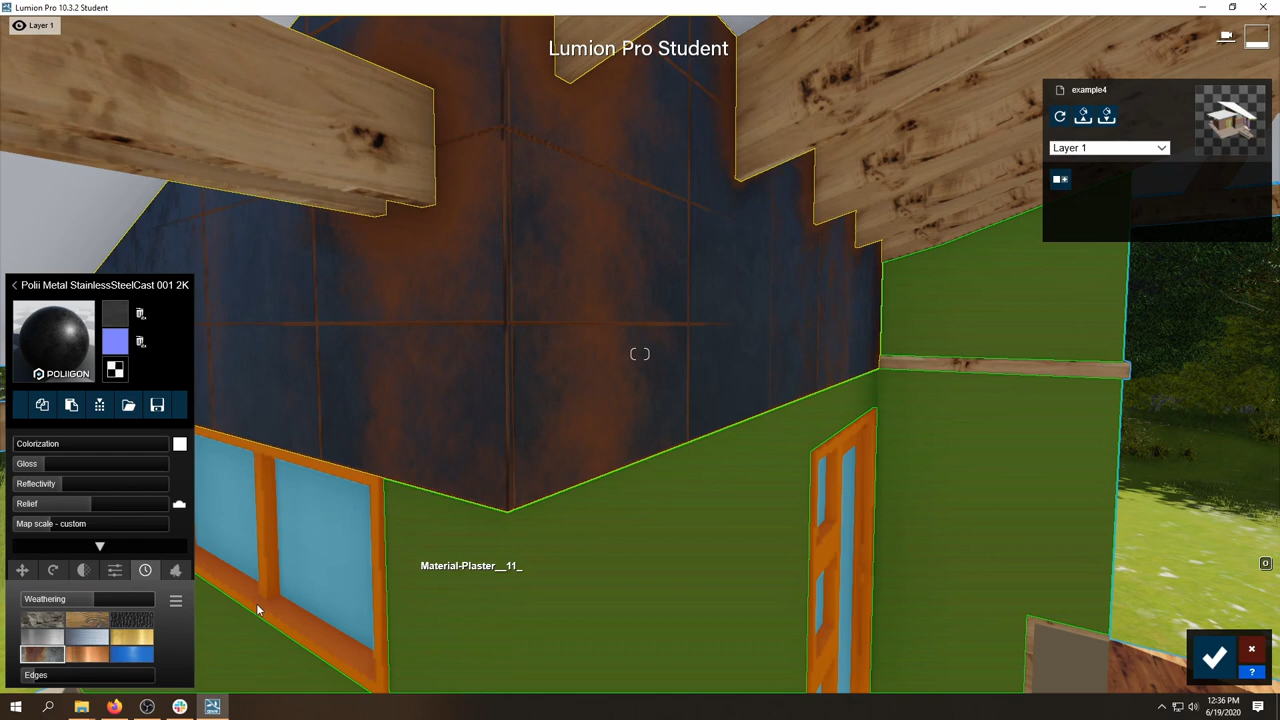 Lumion Pro 10.3.2 Student
Layer 1
Lumion Pro Student
example4
Layer 1
Polii Metal StainlessSteelCast 001 2K
POLIIGON
Colorization
Gloss
Reflectivity
Relief
Map scale - custom
Material-Plaster__11_
Weathering
Edges
?
12:36 PM
6/19/2020